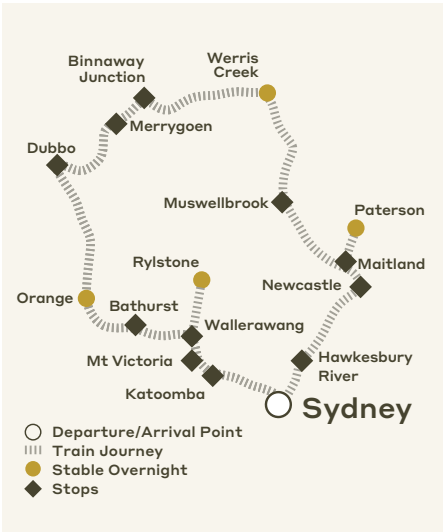 Werris
Creek
Binnaway
Junction
Merrygoen
Dubbo
Muswellbrook
Paterson
Maitland
Rylstone
Newcastle
Orange
Bathurst
Wallerawang
Mt Victoria
Hawkesbury
River
Katoomba
Sydney
Departure/Arrival Point
Train Journey
Stable Overnight
Stops